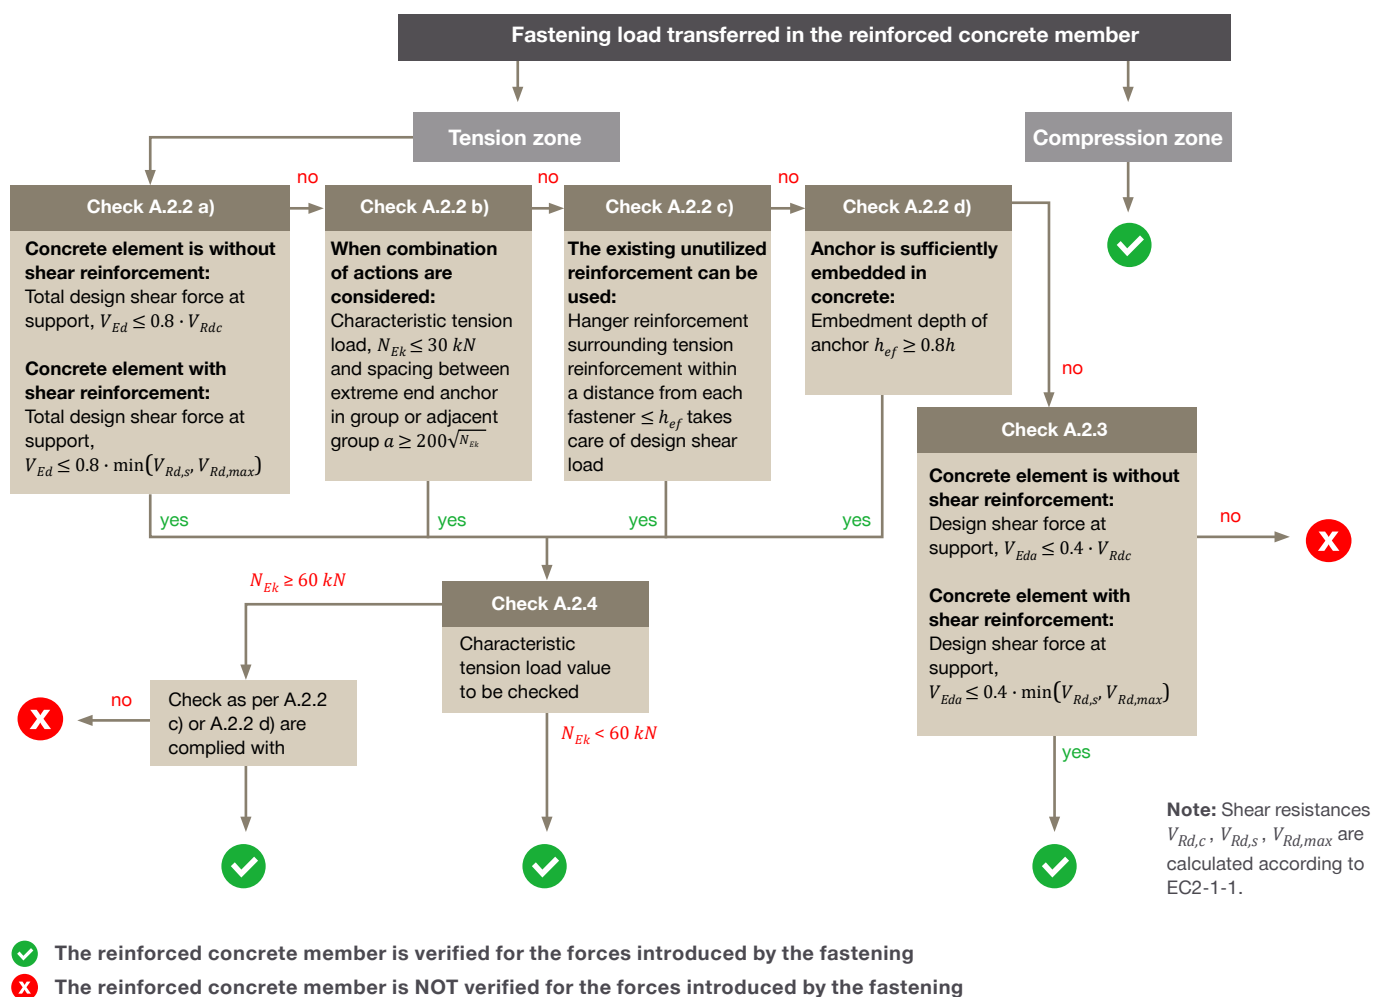 Fastening load transferred in the reinforced concrete member
Tension zone
Compression zone
no
no
no
Check A.2.2 a)
Concrete element is without
shear reinforcement:
Total design shear force at
support, V_Ed ≤ 0.8 · V_Rdc
Concrete element with
shear reinforcement:
Total design shear force at
support,
V_Ed ≤ 0.8 · min(V_Rd,s, V_Rd,max)
Check A.2.2 b)
When combination
of actions are
considered:
Characteristic tension
load, N_Ek ≤ 30 kN
and spacing between
extreme end anchor
in group or adjacent
group a ≥ 200√N_Ek
Check A.2.2 c)
The existing unutilized
reinforcement can be
used:
Hanger reinforcement
surrounding tension
reinforcement within
a distance from each
fastener ≤ h_ef takes
care of design shear
load
Check A.2.2 d)
Anchor is sufficiently
embedded in
concrete:
Embedment depth of
anchor h_ef ≥ 0.8h
no
yes
yes
yes
yes
Check A.2.3
Concrete element is without
shear reinforcement:
Design shear force at
support, V_Eda ≤ 0.4 · V_Rdc
Concrete element with
shear reinforcement:
Design shear force at
support,
V_Eda ≤ 0.4 · min(V_Rd,s, V_Rd,max)
no
yes
N_Ek ≥ 60 kN
Check A.2.4
Characteristic
tension load value
to be checked
N_Ek < 60 kN
no
Check as per A.2.2
c) or A.2.2 d) are
complied with
Note: Shear resistances
V_Rd,c , V_Rd,s , V_Rd,max are
calculated according to
EC2-1-1.
The reinforced concrete member is verified for the forces introduced by the fastening
The reinforced concrete member is NOT verified for the forces introduced by the fastening